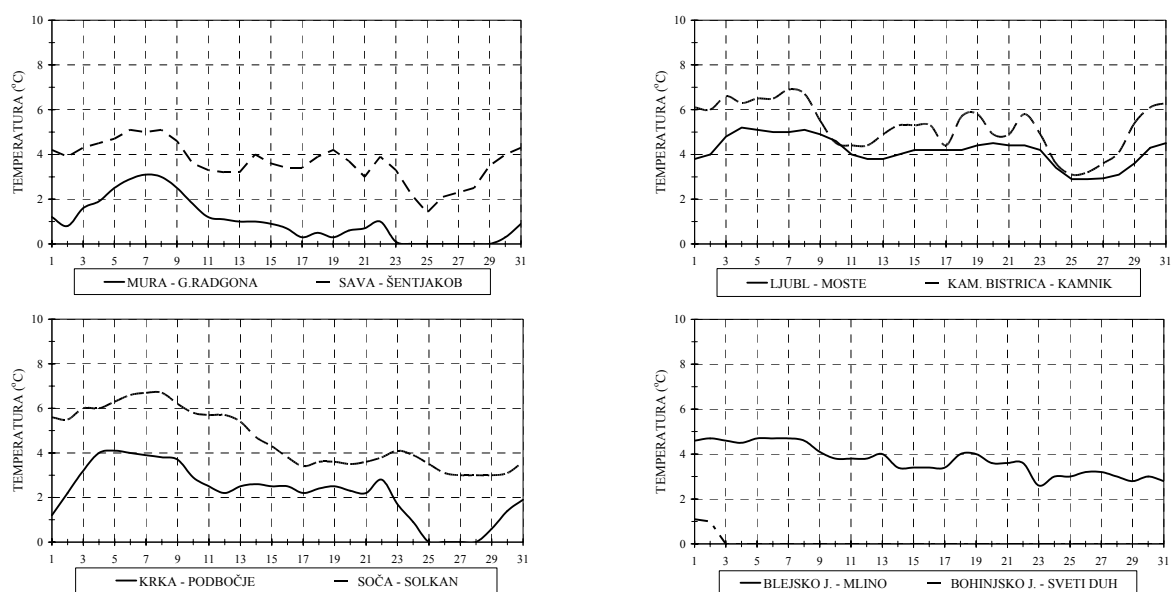 TEMPERATURA (°C)
10
8
6
4
2
0
1 3 5 7 9 11 13 15 17 19 21 23 25 27 29 31
MURA - G.RADGONA SAVA - ŠENTJAKOB
TEMPERATURA (°C)
10
8
6
4
2
0
1 3 5 7 9 11 13 15 17 19 21 23 25 27 29 31
LJUBL - MOSTE KAM. BISTRICA - KAMNIK
TEMPERATURA (°C)
10
8
6
4
2
0
1 3 5 7 9 11 13 15 17 19 21 23 25 27 29 31
KRKA - PODBOČJE SOČA - SOLKAN
TEMPERATURA (°C)
10
8
6
4
2
0
1 3 5 7 9 11 13 15 17 19 21 23 25 27 29 31
BLEJSKO J. - MLINO BOHINJSKO J. - SVETI DUH